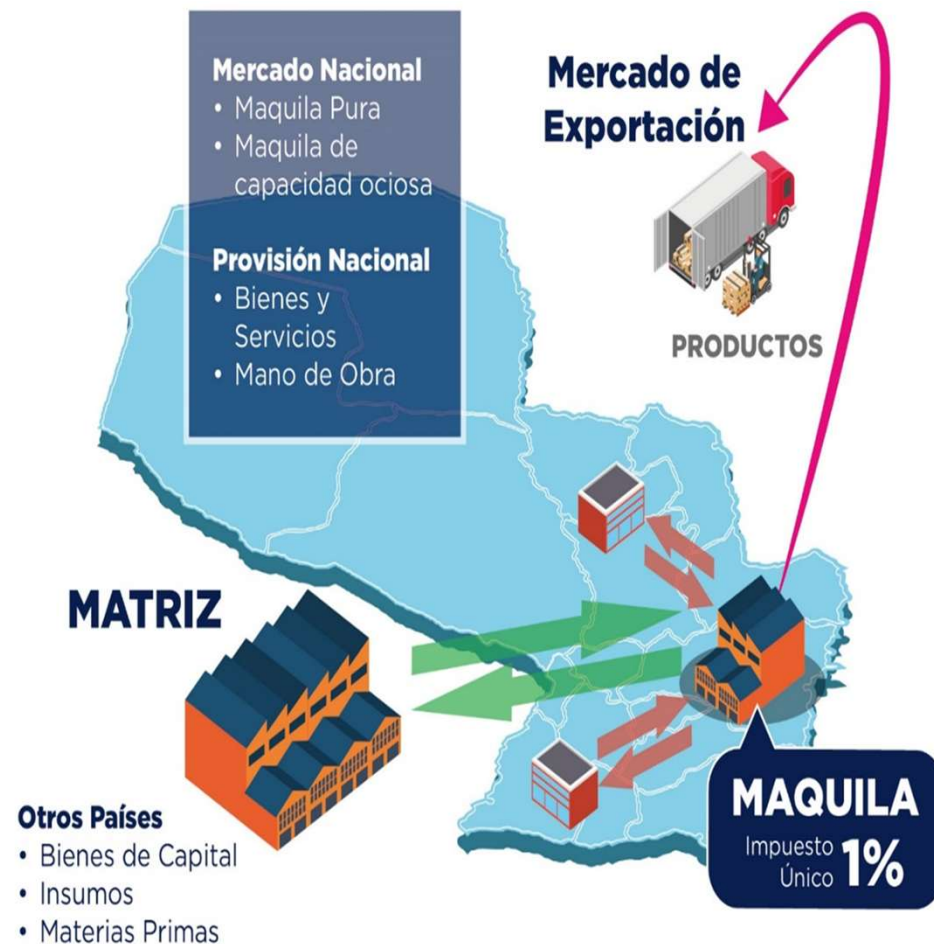 Mercado Nacional
• Maquila Pura
• Maquila de
capacidad ociosa
Provisión Nacional
• Bienes y
Servicios
• Mano de Obra
Mercado de
Exportación
PRODUCTOS
MATRIZ
Otros Países
• Bienes de Capital
• Insumos
• Materias Primas
MAQUILA
Impuesto
Único 1%